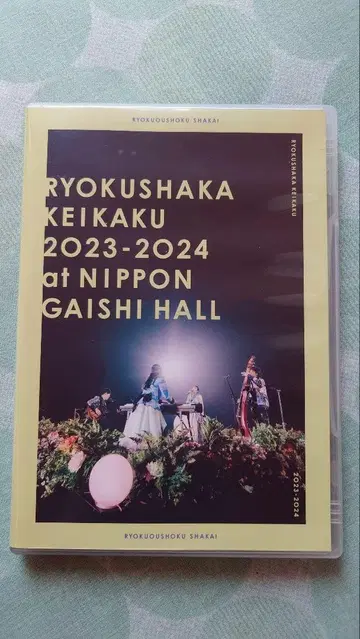 RYOKUOUSHOKU SHAKAI
RYOKUSHAKA KEIKAKU
RYOKUSHAKA
KEIKAKU
2023-2024
at NIPPON
GAISHI HALL
2023-2024
RYOKUOUSHOKU SHAKAI